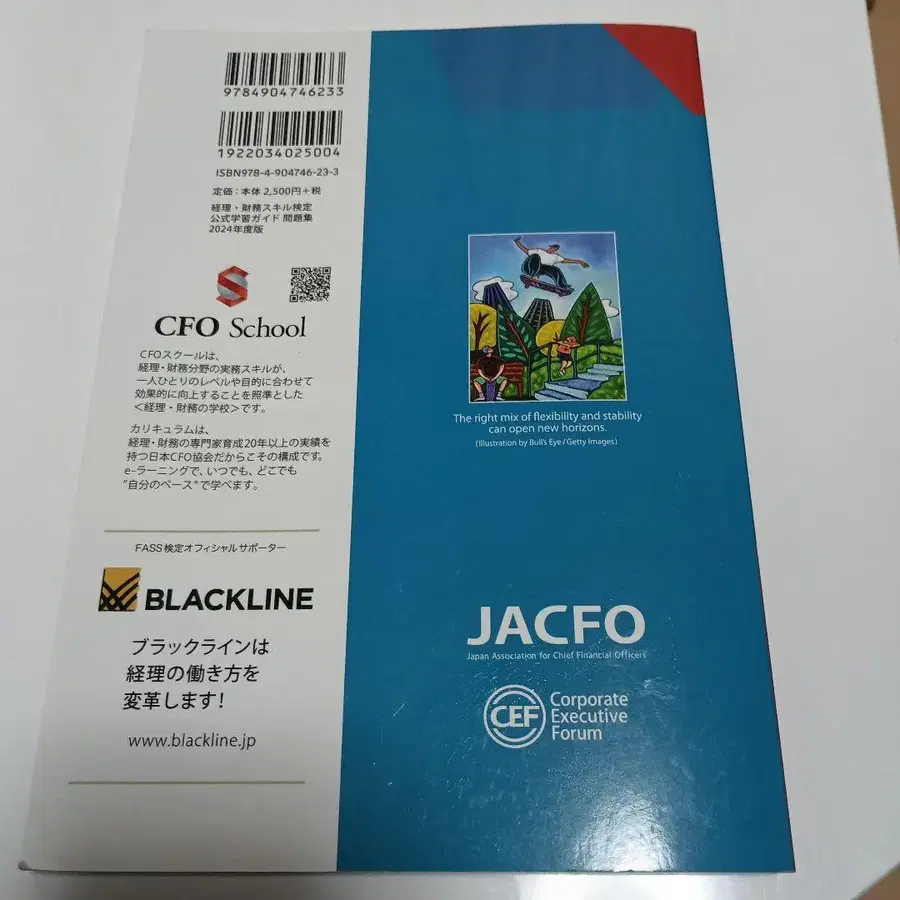 9784904746233
1922034025004
ISBN978-4-904746-23-3
定価：本体 2,500円＋税
経理・財務スキル検定
公式学習ガイド 問題集
2024年度版
CFO School
CFOスクールは、
経理・財務分野の実務スキルが、
一人ひとりのレベルや目的に合わせて
効果的に向上することを照準とした
＜経理・財務の学校＞です。
カリキュラムは、
経理・財務の専門家育成20年以上の実績を
持つ日本CFO協会だからこその構成です。
e-ラーニングで、いつでも、どこでも
"自分のペース"で学べます。
FASS検定オフィシャルサポーター
BLACKLINE
ブラックラインは
経理の働き方を
変革します！
www.blackline.jp
The right mix of flexibility and stability
can open new horizons.
(Illustration by Bull's Eye/Getty Images)
JACFO
Japan Association for Chief Financial Officers
CEF
Corporate
Executive
Forum